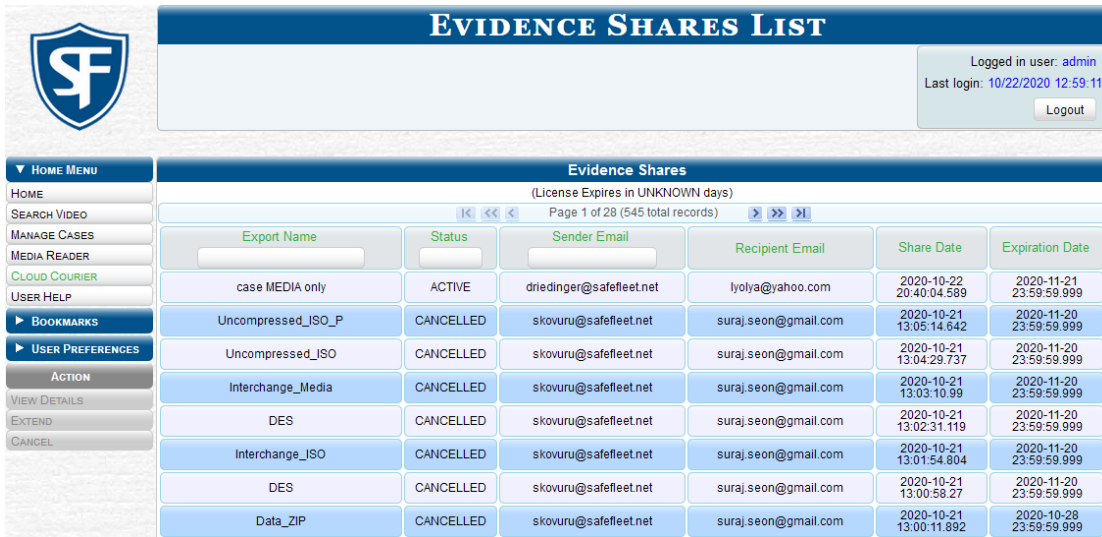 EVIDENCE SHARES LIST
SF
Logged in user: admin
Last login: 10/22/2020 12:59:11
Logout
▼ HOME MENU
HOME
SEARCH VIDEO
MANAGE CASES
MEDIA READER
CLOUD COURIER
USER HELP
► BOOKMARKS
► USER PREFERENCES
ACTION
VIEW DETAILS
EXTEND
CANCEL
Evidence Shares
(License Expires in UNKNOWN days)
Page 1 of 28 (545 total records)
Export Name Status Sender Email Recipient Email Share Date Expiration Date
case MEDIA only ACTIVE driedinger@safefleet.net lyolya@yahoo.com 2020-10-22 20:40:04.589 2020-11-21 23:59:59.999
Uncompressed_ISO_P CANCELLED skovuru@safefleet.net suraj.seon@gmail.com 2020-10-21 13:05:14.642 2020-11-20 23:59:59.999
Uncompressed_ISO CANCELLED skovuru@safefleet.net suraj.seon@gmail.com 2020-10-21 13:04:29.737 2020-11-20 23:59:59.999
Interchange_Media CANCELLED skovuru@safefleet.net suraj.seon@gmail.com 2020-10-21 13:03:10.99 2020-11-20 23:59:59.999
DES CANCELLED skovuru@safefleet.net suraj.seon@gmail.com 2020-10-21 13:02:31.119 2020-11-20 23:59:59.999
Interchange_ISO CANCELLED skovuru@safefleet.net suraj.seon@gmail.com 2020-10-21 13:01:54.804 2020-11-20 23:59:59.999
DES CANCELLED skovuru@safefleet.net suraj.seon@gmail.com 2020-10-21 13:00:58.27 2020-11-20 23:59:59.999
Data_ZIP CANCELLED skovuru@safefleet.net suraj.seon@gmail.com 2020-10-21 13:00:11.892 2020-10-28 23:59:59.999